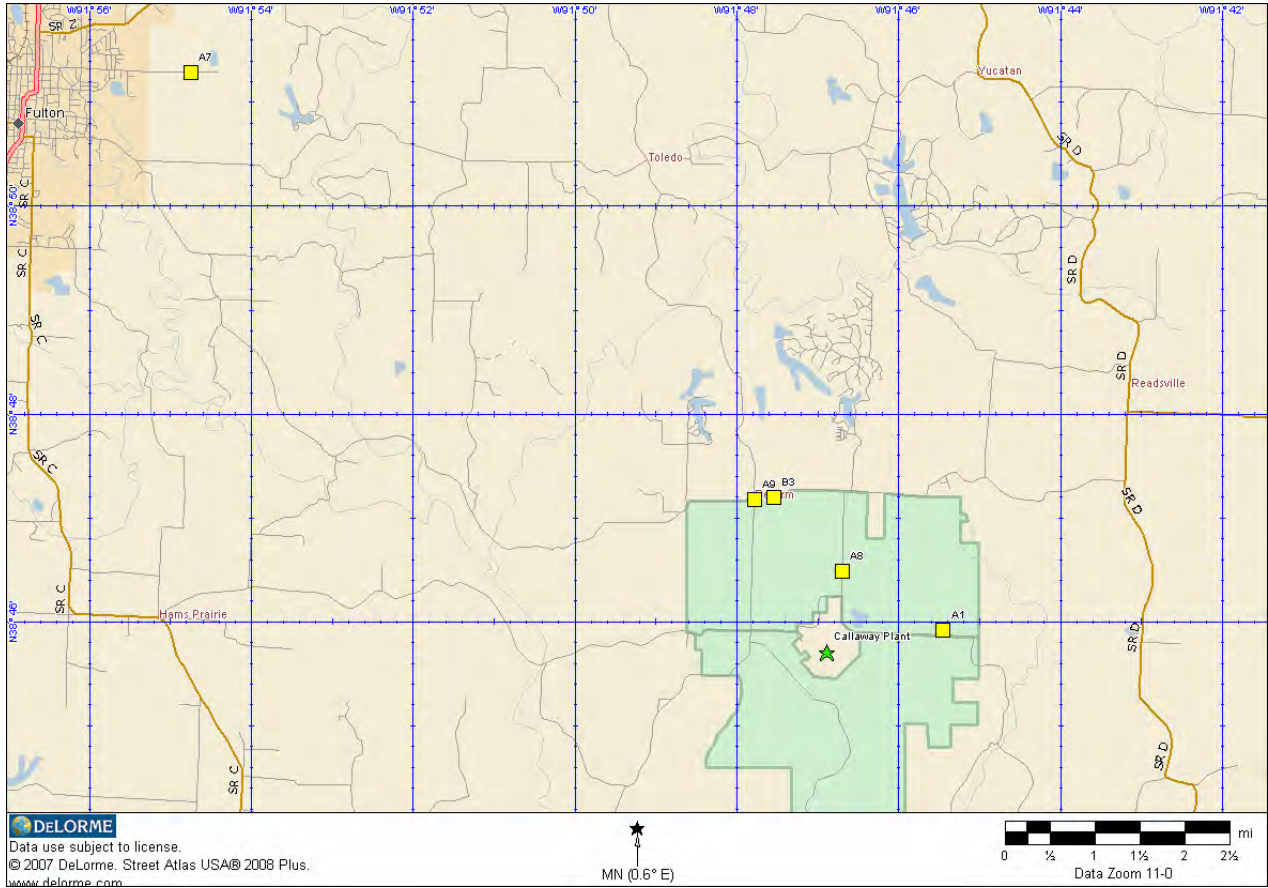 W91°56' W91°54' W91°52' W91°50' W91°48' W91°46' W91°44' W91°42'
SR Z
A7
Yucatan
Fulton
SR D
Toledo
SR C
N38°50'
SR C
SR D
SR C
SR D
Readsville
N38°48'
SR C
A9 B3
SR D
A8
SR C
Hams Prairie
A1
N38°46'
Callaway Plant
SR D
SR D
SR C
DELORME
Data use subject to license.
© 2007 DeLorme. Street Atlas USA® 2008 Plus.
www.delorme.com
MN (0.6° E)
mi
0 ½ 1 1½ 2 2½
Data Zoom 11-0